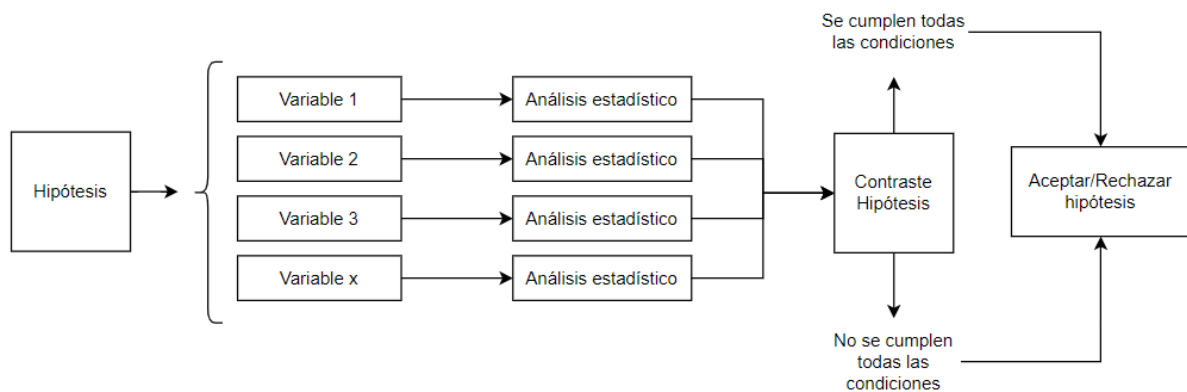 Hipótesis
Variable 1
Análisis estadístico
Variable 2
Análisis estadístico
Variable 3
Análisis estadístico
Variable x
Análisis estadístico
Contraste
Hipótesis
Se cumplen todas
las condiciones
No se cumplen
todas las
condiciones
Aceptar/Rechazar
hipótesis